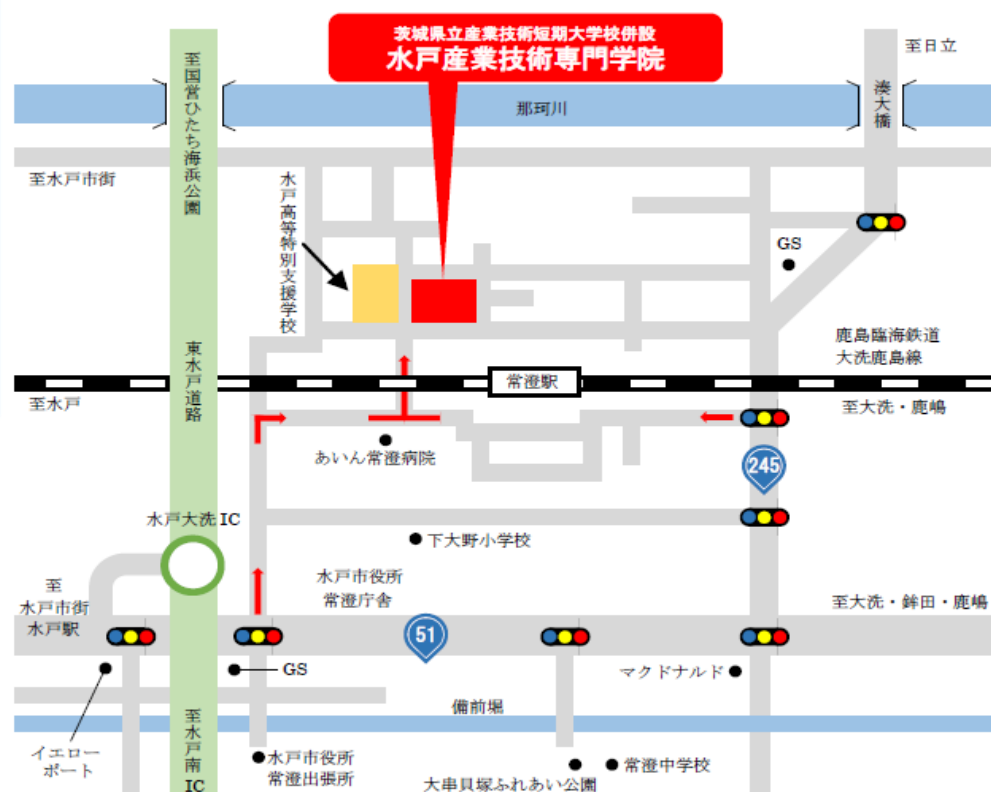 茨城県立産業技術短期大学校併設
水戸産業技術専門学院
至日立
至国営ひたち海浜公園
那珂川
湊大橋
至水戸市街
水戸高等特別支援学校
GS
東水戸道路
鹿島臨海鉄道
大洗鹿島線
常澄駅
至水戸
至大洗・鹿嶋
あいん常澄病院
245
水戸大洗IC
下大野小学校
水戸市役所
常澄庁舎
至
水戸市街
水戸駅
至大洗・鉾田・鹿嶋
51
GS
マクドナルド
備前堀
至水戸南IC
イエロー
ポート
水戸市役所
常澄出張所
常澄中学校
大串貝塚ふれあい公園